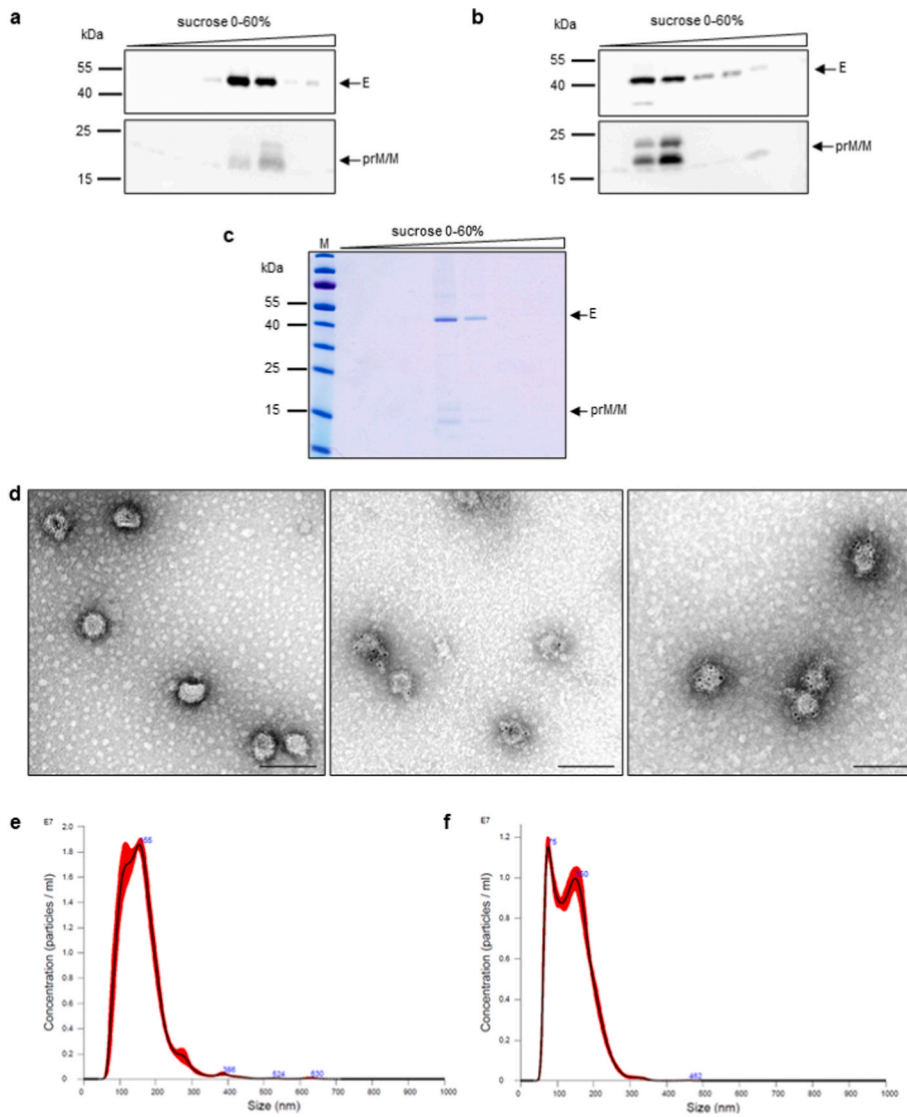 a
sucrose 0-60%
kDa
55
40
E
25
15
prM/M
b
sucrose 0-60%
kDa
55
40
E
25
15
prM/M
c
sucrose 0-60%
M
kDa
55
40
25
15
E
prM/M
d
e
E7
2.0
1.8
1.6
1.4
1.2
1.0
0.8
0.6
0.4
0.2
0
Concentration (particles / ml)
386
524
630
0 100 200 300 400 500 600 700 800 900 1000
Size (nm)
f
E7
1.2
1.0
0.8
0.6
0.4
0.2
0
Concentration (particles / ml)
75
462
0 100 200 300 400 500 600 700 800 900 1000
Size (nm)